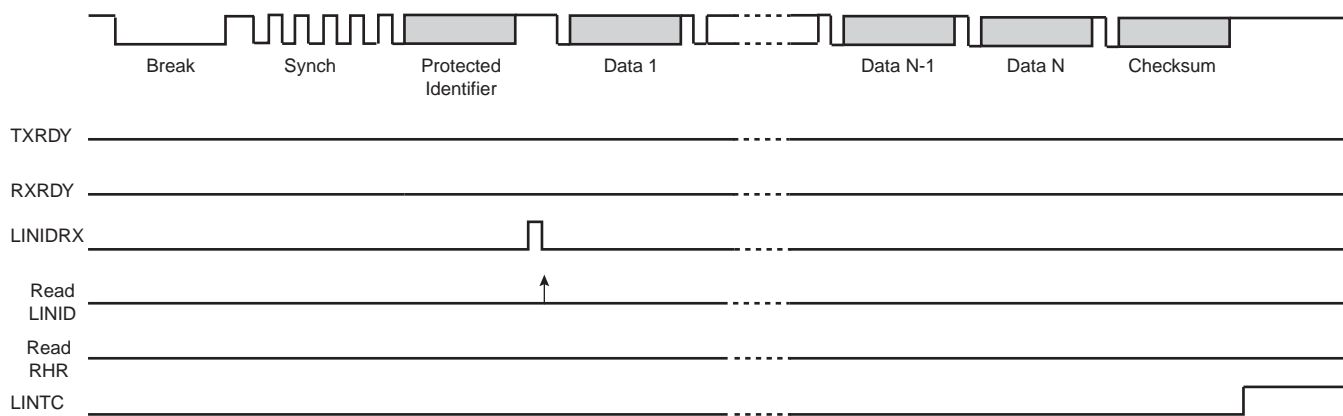 Break Synch Protected Data 1 Data N-1 Data N Checksum
Identifier
TXRDY
RXRDY
LINIDRX
Read
LINID
Read
RHR
LINTC